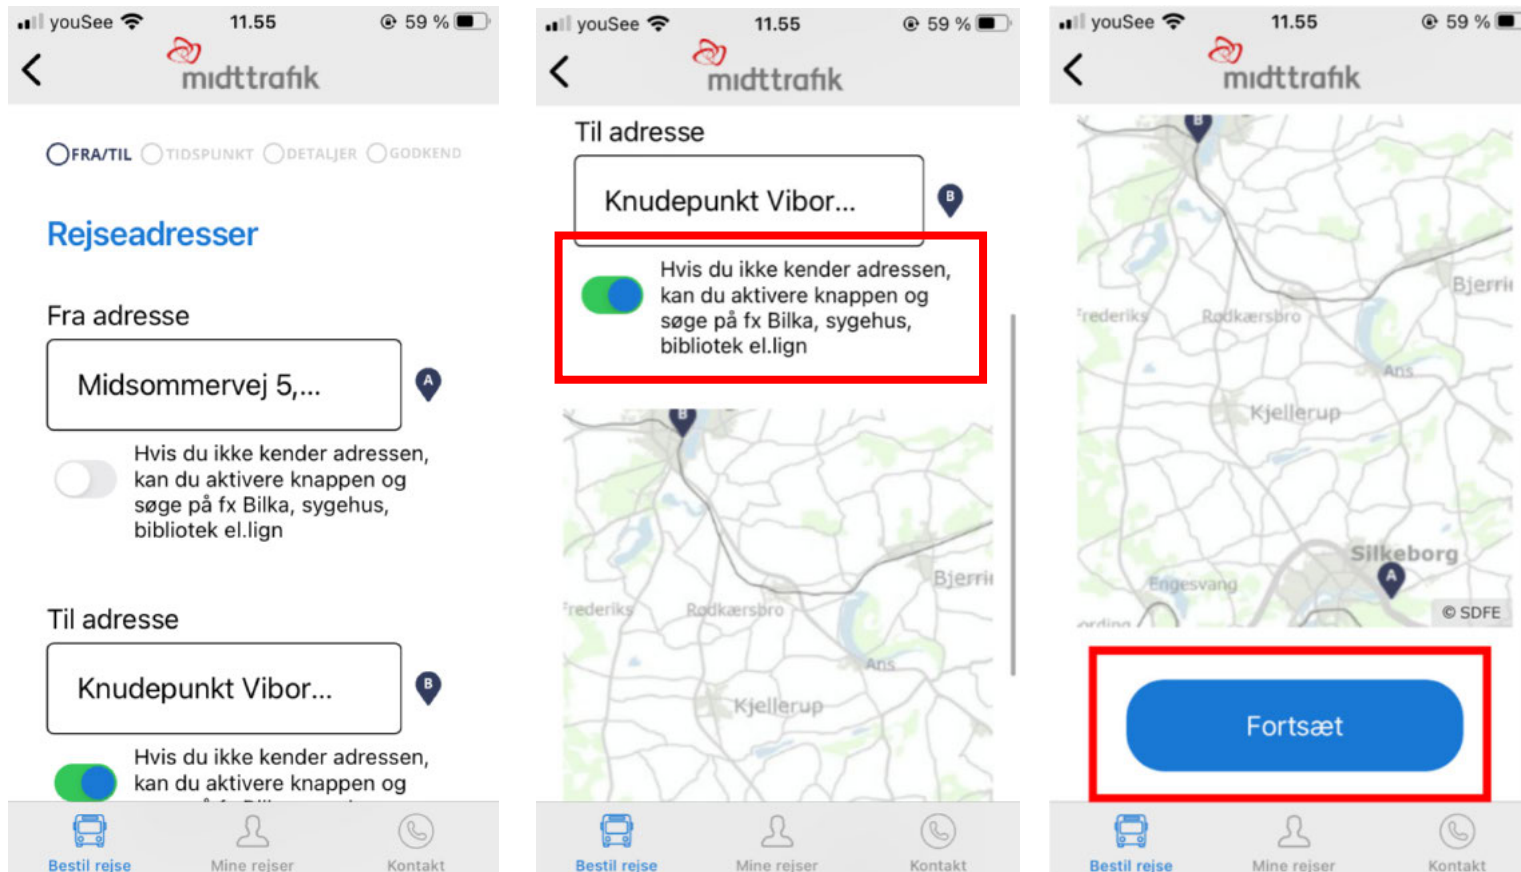 youSee 11.55 59 %
midttrafik
FRA/TIL TIDSPUNKT DETALJER GODKEND
Rejseadresser
Fra adresse
Midsommervej 5,...
A
Hvis du ikke kender adressen,
kan du aktivere knappen og
søge på fx Bilka, sygehus,
bibliotek el.lign
Til adresse
Knudepunkt Vibor...
B
Hvis du ikke kender adressen,
kan du aktivere knappen og
Bestil rejse Mine rejser Kontakt
youSee 11.55 59 %
midttrafik
Til adresse
Knudepunkt Vibor...
B
Hvis du ikke kender adressen,
kan du aktivere knappen og
søge på fx Bilka, sygehus,
bibliotek el.lign
B
Bjerrin
Frederiks Rødkærsbro
Ans
Kjellerup
Bestil rejse Mine rejser Kontakt
youSee 11.55 59 %
midttrafik
B
Bjerrin
Frederiks Rødkærsbro
Ans
Kjellerup
Silkeborg
Engesvang A
© SDFE
Fortsæt
Bestil rejse Mine rejser Kontakt